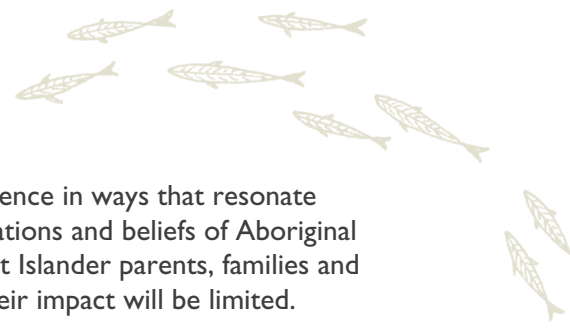 ence in ways that resonate
ations and beliefs of Aboriginal
t Islander parents, families and
eir impact will be limited.